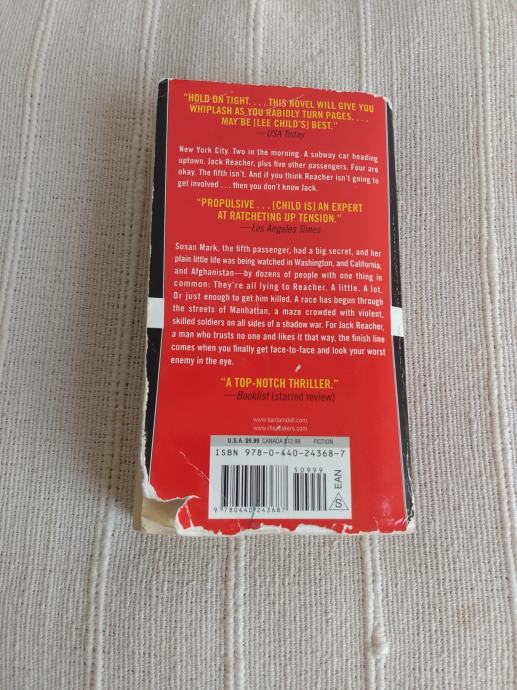 "HOLD ON TIGHT. . . . THIS NOVEL WILL GIVE YOU
WHIPLASH AS YOU RABIDLY TURN PAGES. . . .
MAY BE [LEE CHILD'S] BEST."
—USA Today
New York City. Two in the morning. A subway car heading
uptown. Jack Reacher, plus five other passengers. Four are
okay. The fifth isn't. And if you think Reacher isn't going to
get involved . . . then you don't know Jack.
"PROPULSIVE . . . [CHILD IS] AN EXPERT
AT RATCHETING UP TENSION."
—Los Angeles Times
Susan Mark, the fifth passenger, had a big secret, and her
plain little life was being watched in Washington, and California,
and Afghanistan—by dozens of people with one thing in
common: They're all lying to Reacher. A little. A lot.
Or just enough to get him killed. A race has begun through
the streets of Manhattan, a maze crowded with violent,
skilled soldiers on all sides of a shadow war. For Jack Reacher,
a man who trusts no one and likes it that way, the finish line
comes when you finally get face-to-face and look your worst
enemy in the eye.
"A TOP-NOTCH THRILLER."
—Booklist (starred review)
www.bantamdell.com
U.S.A. $9.99 CANADA $12.99 FICTION
ISBN 978-0-440-24368-7
50999
9 780440 243687
S
EAN